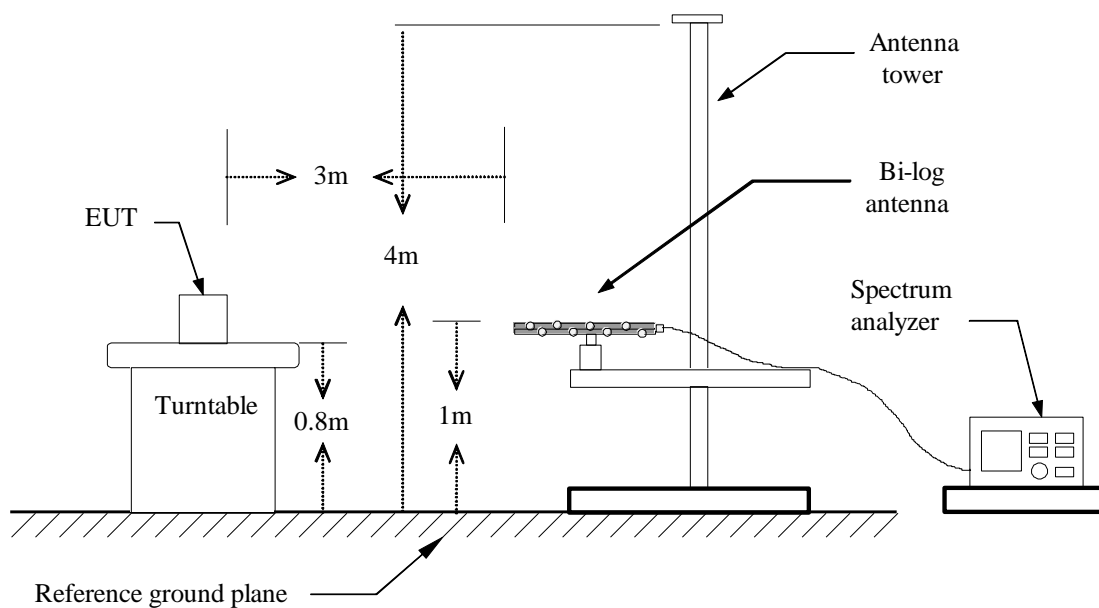 Antenna
tower
3m
Bi-log
antenna
EUT
4m
Spectrum
analyzer
Turntable
0.8m
1m
Reference ground plane